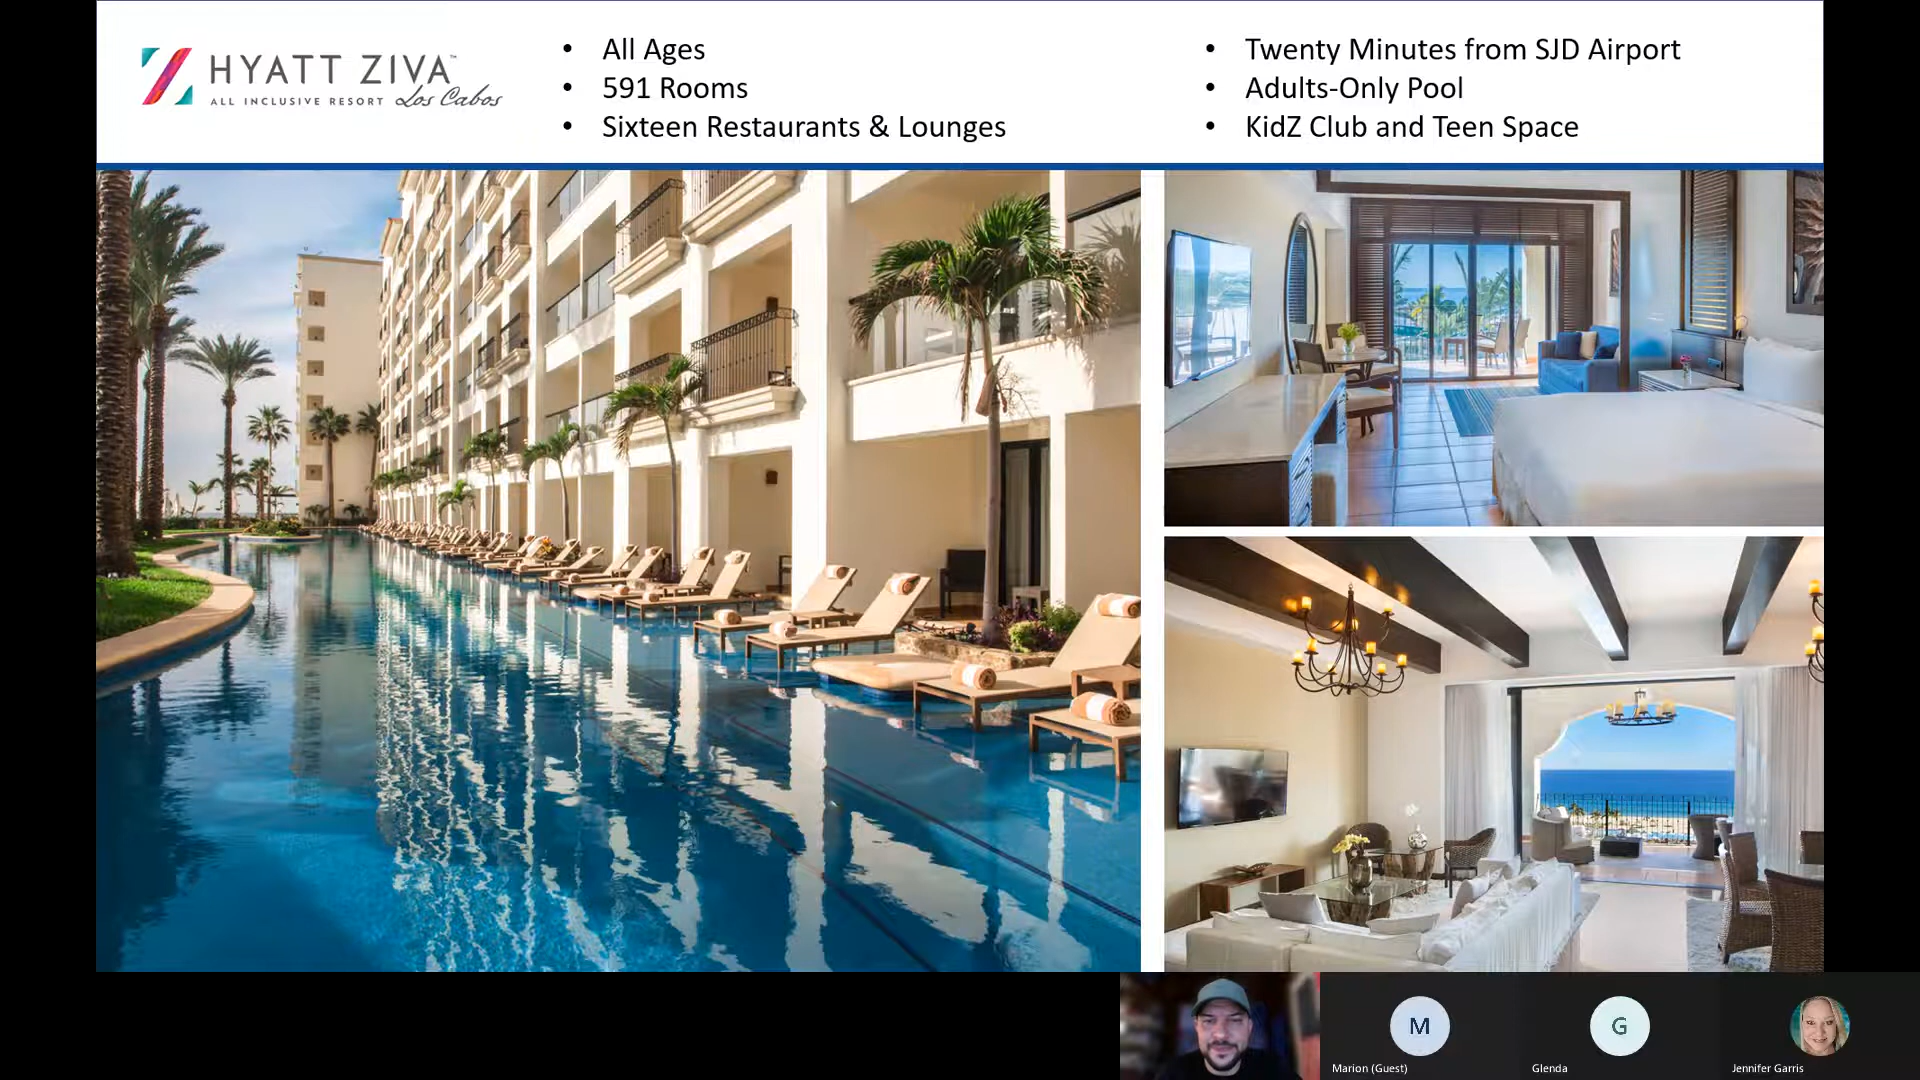 HYATT ZIVA™
ALL INCLUSIVE RESORT Los Cabos
• All Ages
• 591 Rooms
• Sixteen Restaurants & Lounges
• Twenty Minutes from SJD Airport
• Adults-Only Pool
• KidZ Club and Teen Space
M
G
Marion (Guest)
Glenda
Jennifer Garris